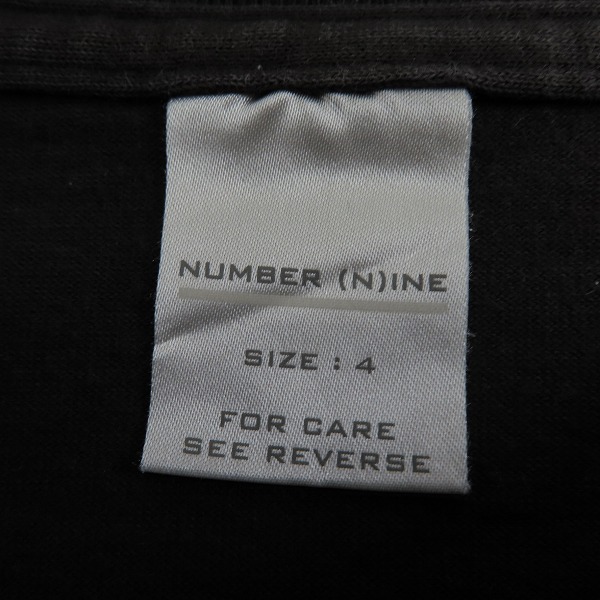 NUMBER (N)INE
SIZE : 4
FOR CARE
SEE REVERSE